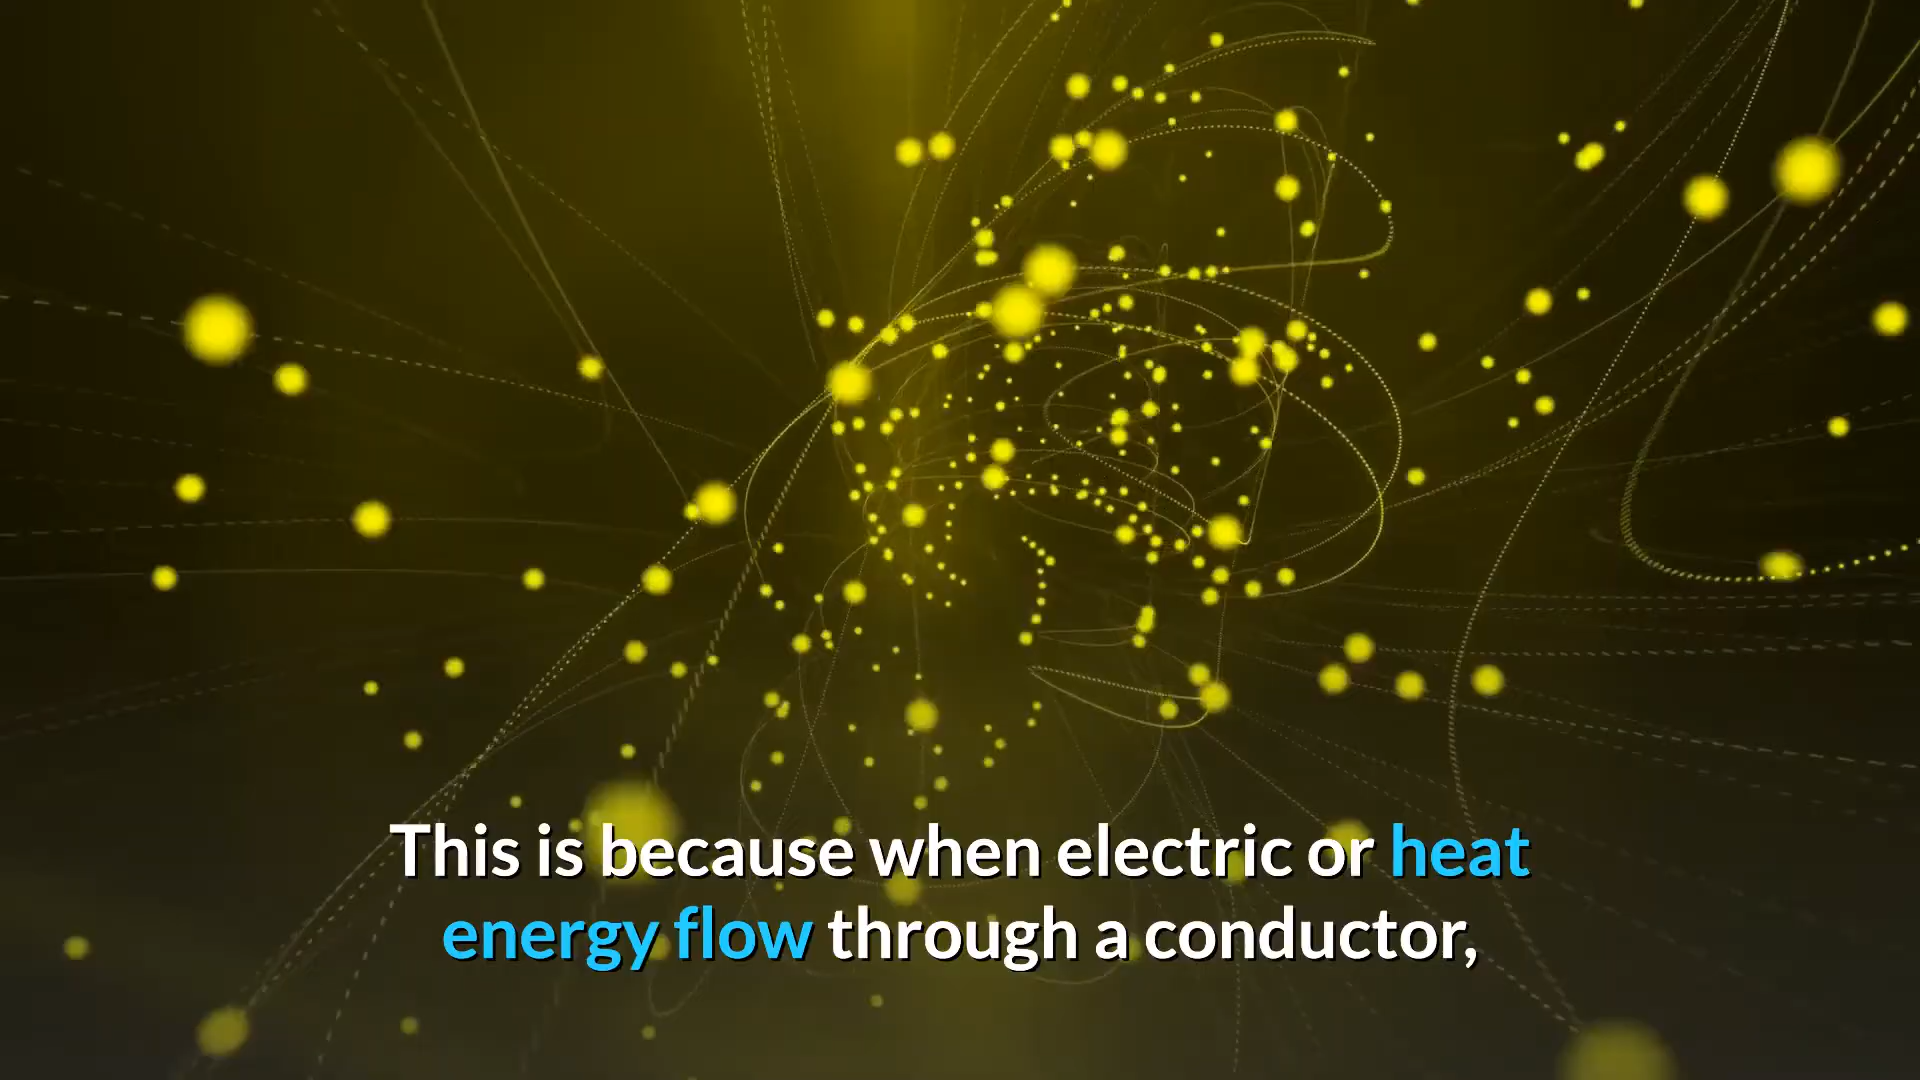 This is because when electric or heat
energy flow through a conductor,